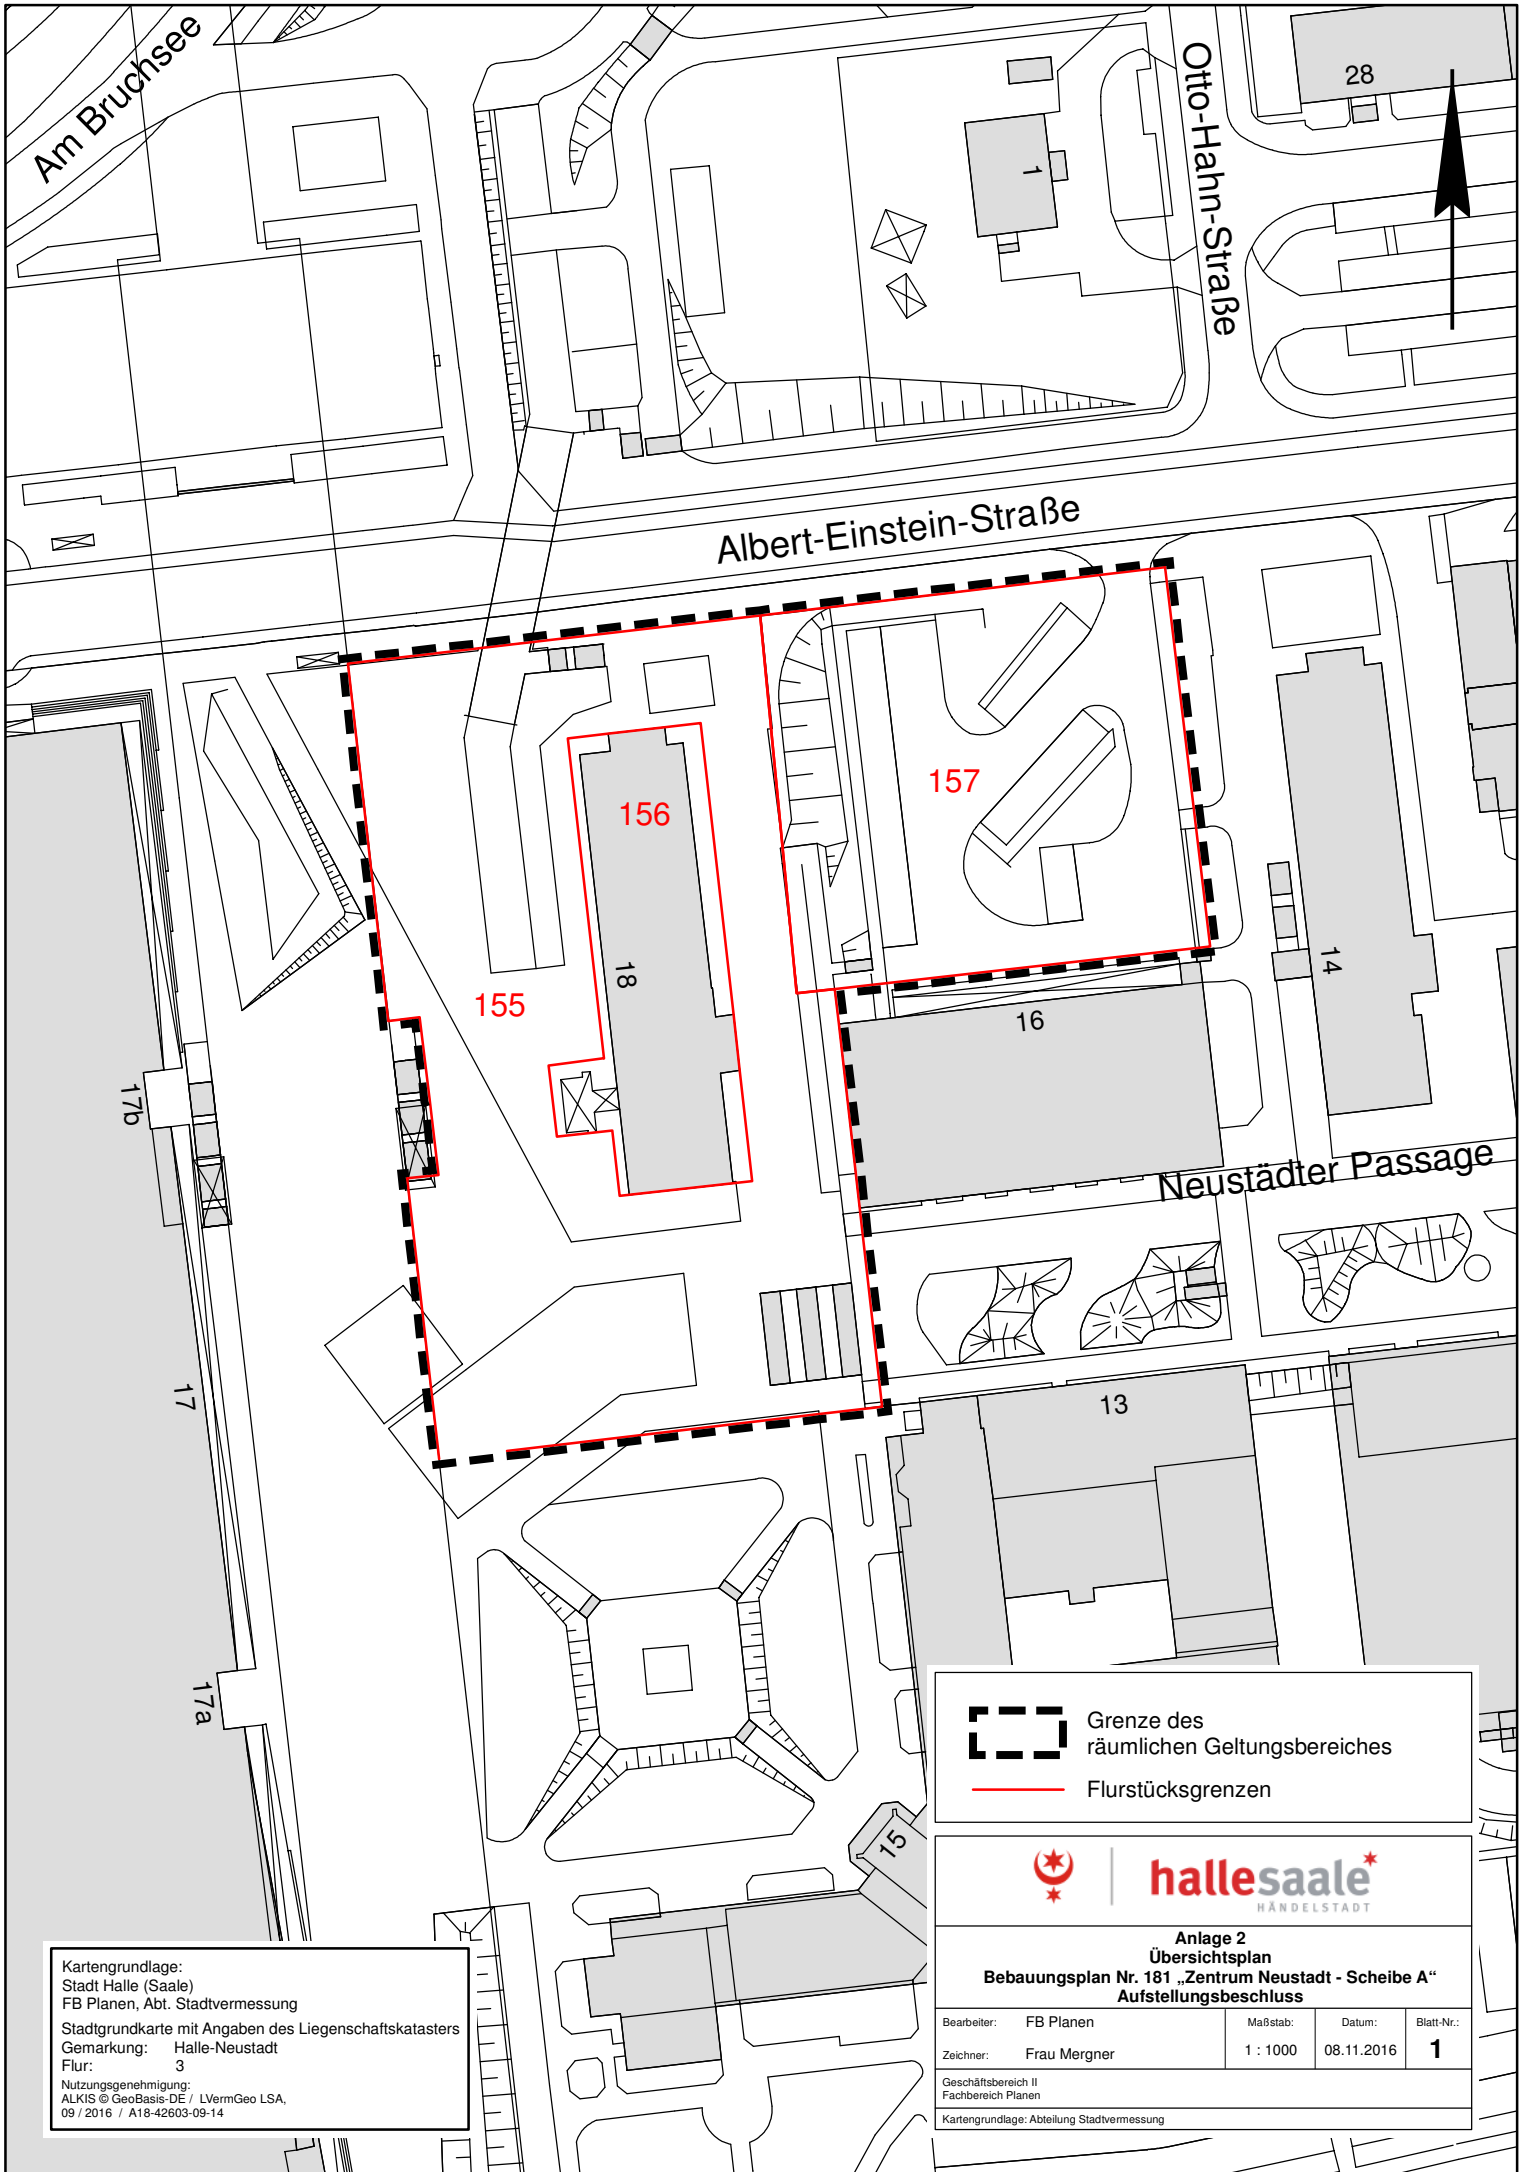 Am Bruchsee
Otto-Hahn-Straße
28
1
Albert-Einstein-Straße
157
156
155
18
14
16
17b
Neustädter Passage
17
13
17a
15
Grenze des
räumlichen Geltungsbereiches
Flurstücksgrenzen
hallesaale*
HÄNDELSTADT
Anlage 2
Übersichtsplan
Bebauungsplan Nr. 181 „Zentrum Neustadt - Scheibe A“
Aufstellungsbeschluss
Bearbeiter: FB Planen
Zeichner: Frau Mergner
Maßstab:
1 : 1000
Datum:
08.11.2016
Blatt-Nr.:
1
Geschäftsbereich II
Fachbereich Planen
Kartengrundlage: Abteilung Stadtvermessung
Kartengrundlage:
Stadt Halle (Saale)
FB Planen, Abt. Stadtvermessung
Stadtgrundkarte mit Angaben des Liegenschaftskatasters
Gemarkung: Halle-Neustadt
Flur: 3
Nutzungsgenehmigung:
ALKIS © GeoBasis-DE / LVermGeo LSA,
09 / 2016 / A18-42603-09-14